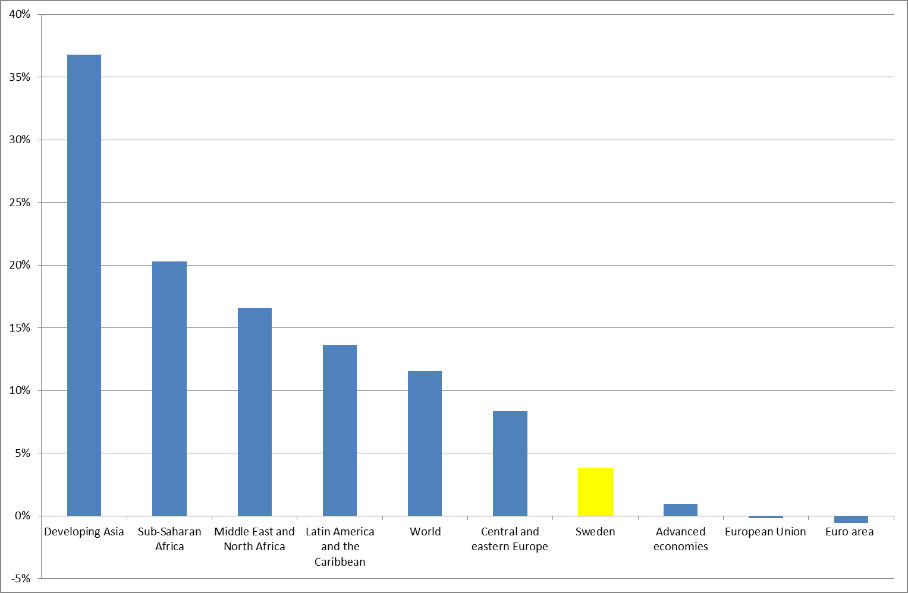 40%
35%
30%
25%
20%
15%
10%
5%
0%
-5%
Developing Asia
Sub-Saharan
Africa
Middle East and
North Africa
Latin America
and the
Caribbean
World
Central and
eastern Europe
Sweden
Advanced
economies
European Union
Euro area